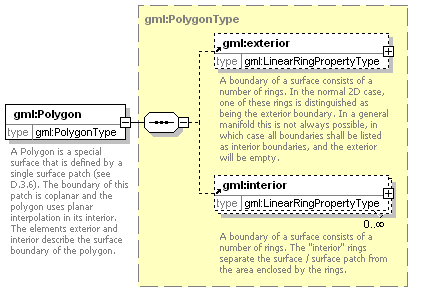 gml:PolygonType
gml:exterior
type gml:LinearRingPropertyType
A boundary of a surface consists of a
number of rings. In the normal 2D case,
one of these rings is distinguished as
being the exterior boundary. In a general
manifold this is not always possible, in
which case all boundaries shall be listed
as interior boundaries, and the exterior
will be empty.
gml:Polygon
type gml:PolygonType
A Polygon is a special
surface that is defined by a
single surface patch (see
D.3.6). The boundary of this
patch is coplanar and the
polygon uses planar
interpolation in its interior.
The elements exterior and
interior describe the surface
boundary of the polygon.
gml:interior
type gml:LinearRingPropertyType
0..∞
A boundary of a surface consists of a
number of rings. The "interior" rings
separate the surface / surface patch from
the area enclosed by the rings.